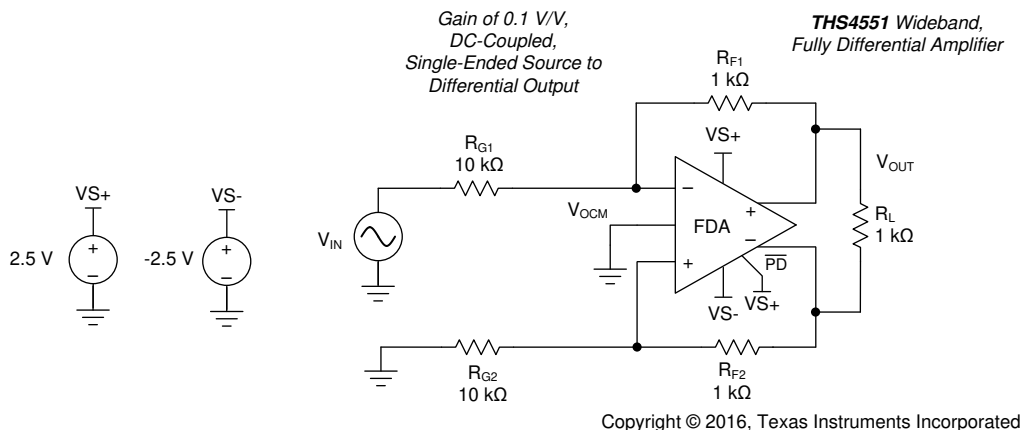 Gain of 0.1 V/V,
DC-Coupled,
Single-Ended Source to
Differential Output
THS4551 Wideband,
Fully Differential Amplifier
RF1
1 kΩ
VS+
RG1
10 kΩ
VOUT
VS+
VS-
VOCM
−
+
FDA
−
+
RL
1 kΩ
VIN
2.5 V
+
−
-2.5 V
+
−
PD
VS-
VS+
RG2
10 kΩ
RF2
1 kΩ
Copyright © 2016, Texas Instruments Incorporated